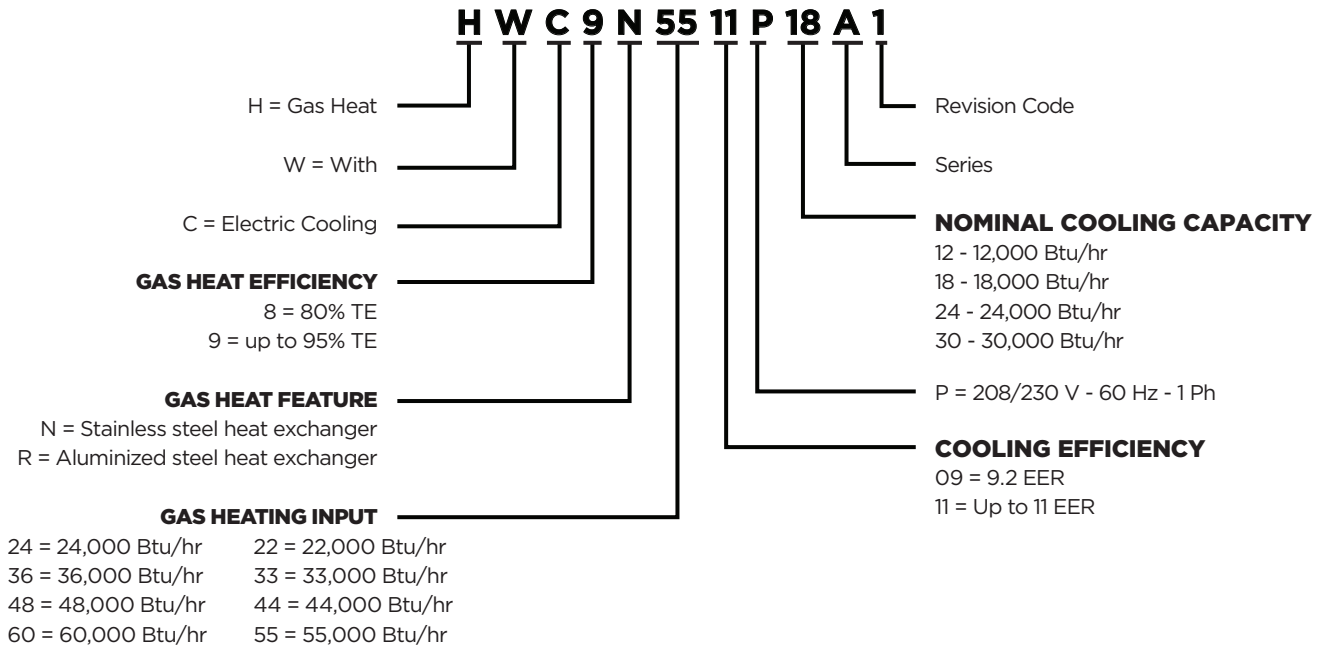 H W C 9 N 55 11 P 18 A 1
H = Gas Heat
W = With
C = Electric Cooling
GAS HEAT EFFICIENCY
8 = 80% TE
9 = up to 95% TE
GAS HEAT FEATURE
N = Stainless steel heat exchanger
R = Aluminized steel heat exchanger
GAS HEATING INPUT
24 = 24,000 Btu/hr 22 = 22,000 Btu/hr
36 = 36,000 Btu/hr 33 = 33,000 Btu/hr
48 = 48,000 Btu/hr 44 = 44,000 Btu/hr
60 = 60,000 Btu/hr 55 = 55,000 Btu/hr
Revision Code
Series
NOMINAL COOLING CAPACITY
12 - 12,000 Btu/hr
18 - 18,000 Btu/hr
24 - 24,000 Btu/hr
30 - 30,000 Btu/hr
P = 208/230 V - 60 Hz - 1 Ph
COOLING EFFICIENCY
09 = 9.2 EER
11 = Up to 11 EER